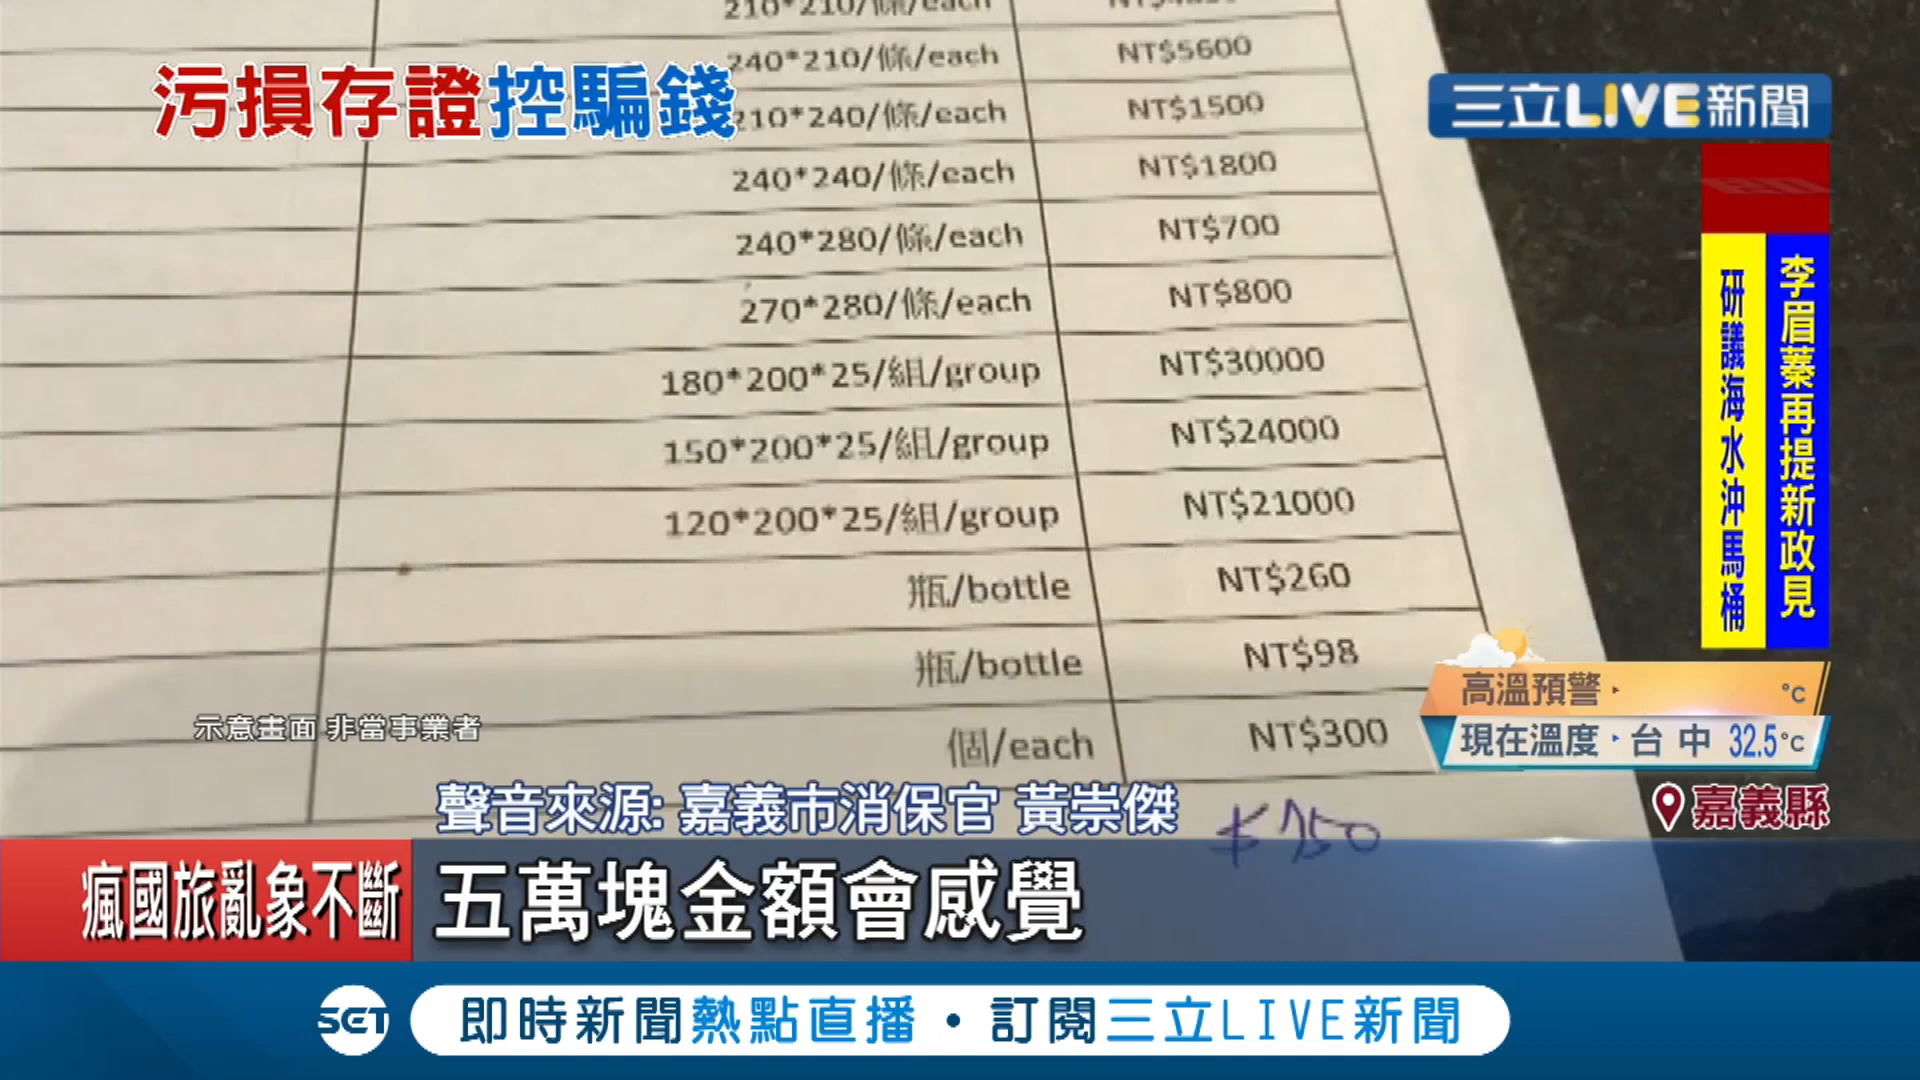 210*210/條/each
240*210/條/each NT$5600
210*240/條/each NT$1500
240*240/條/each NT$1800
240*280/條/each NT$700
270*280/條/each NT$800
180*200*25/組/group NT$30000
150*200*25/組/group NT$24000
120*200*25/組/group NT$21000
瓶/bottle NT$260
瓶/bottle NT$98
個/each NT$300
$750
污損存證控騙錢
三立LIVE新聞
李眉蓁再提新政見
研議海水沖馬桶
高溫預警 °C
現在溫度 台中 32.5°C
嘉義縣
示意畫面 非當事業者
聲音來源: 嘉義市消保官 黃崇傑
瘋國旅亂象不斷
五萬塊金額會感覺
SET
即時新聞熱點直播・訂閱三立LIVE新聞